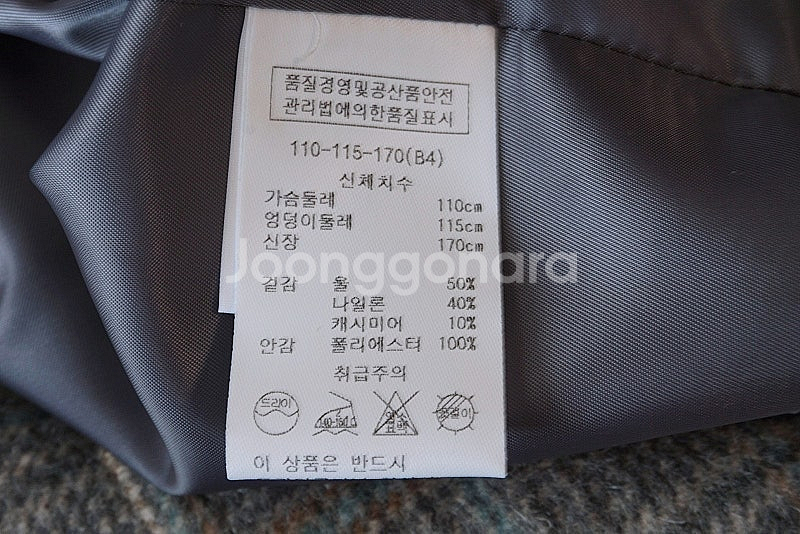 품질경영및공산품안전
관리법에의한품질표시
110-115-170(B4)
신체치수
가슴둘레 110cm
엉덩이둘레 115cm
신장 170cm
Joonggonara
겉감 울 50%
나일론 40%
캐시미어 10%
안감 폴리에스터 100%
취급주의
드라이
염소표백
이 상품은 반드시